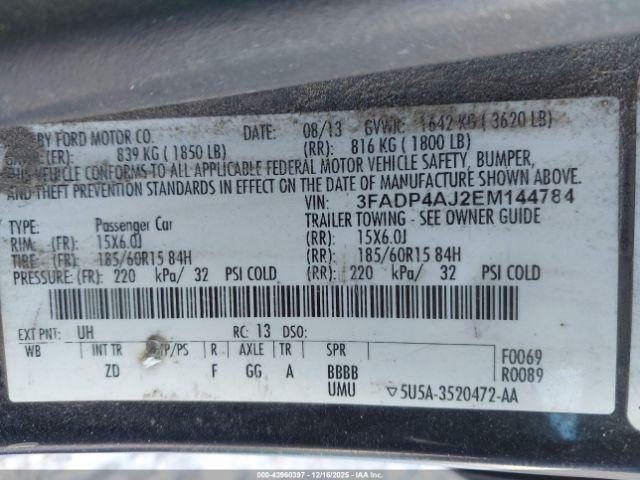 BY FORD MOTOR CO. DATE: 08/13 GVWR: 1642 KG ( 3620 LB)
(FR): 839 KG ( 1850 LB) (RR): 816 KG ( 1800 LB)
THIS VEHICLE CONFORMS TO ALL APPLICABLE FEDERAL MOTOR VEHICLE SAFETY, BUMPER,
AND THEFT PREVENTION STANDARDS IN EFFECT ON THE DATE OF MANUFACTURE SHOWN ABOVE.
VIN: 3FADP4AJ2EM144784
TYPE: Passenger Car TRAILER TOWING - SEE OWNER GUIDE
RIM: (FR): 15X6.0J (RR): 15X6.0J
TIRE: (FR): 185/60R15 84H (RR): 185/60R15 84H
PRESSURE: (FR): 220 kPa/ 32 PSI COLD (RR): 220 kPa/ 32 PSI COLD
EXT PNT: UH RC: 13 DSO:
WB INT TR TP/PS R AXLE TR SPR F0069
ZD F GG A BBBB R0089
UMU 5U5A-3520472-AA
000-43960397 - 12/16/2025 - COPART